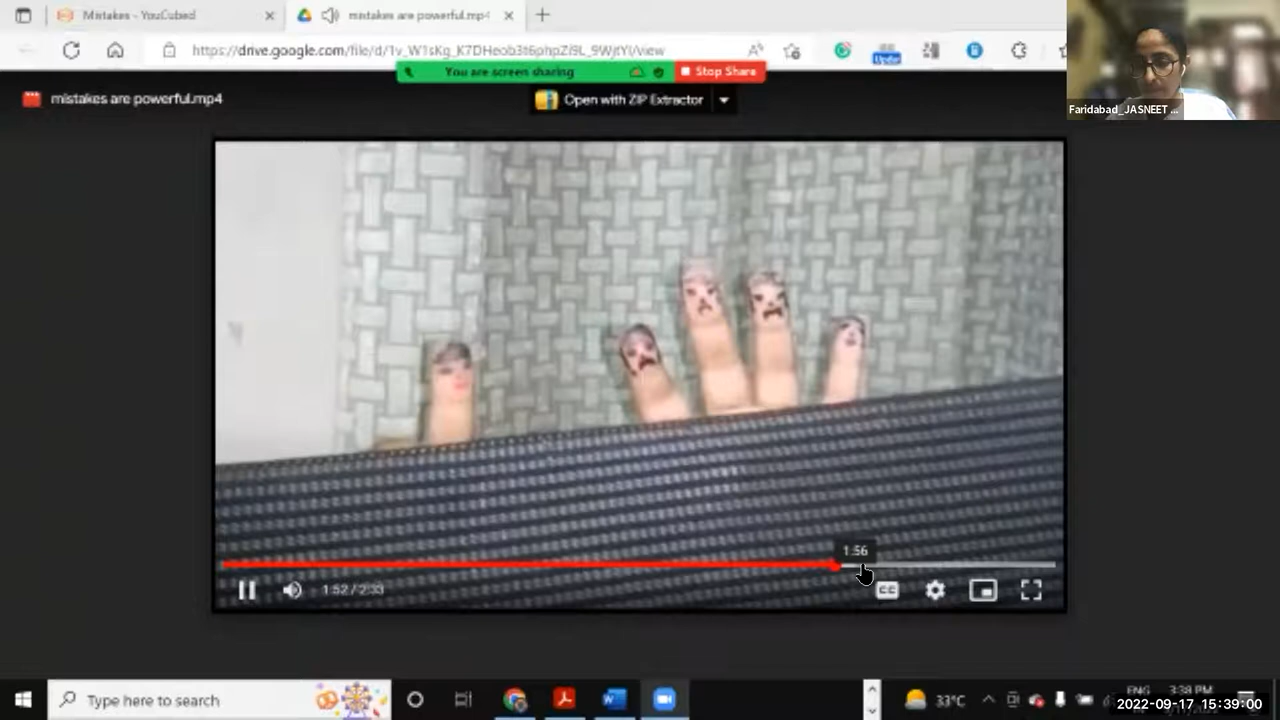 Mistakes - YouCubed
mistakes are powerful.mp4
https://drive.google.com/file/d/
/view
You are screen sharing
Stop Share
mistakes are powerful.mp4
Open with ZIP Extractor
Faridabad_JASNEET ...
Update
1:56
1:52 / 2:33
CC
Type here to search
33°C
ENG
3:38 PM
2022-09-17 15:39:00